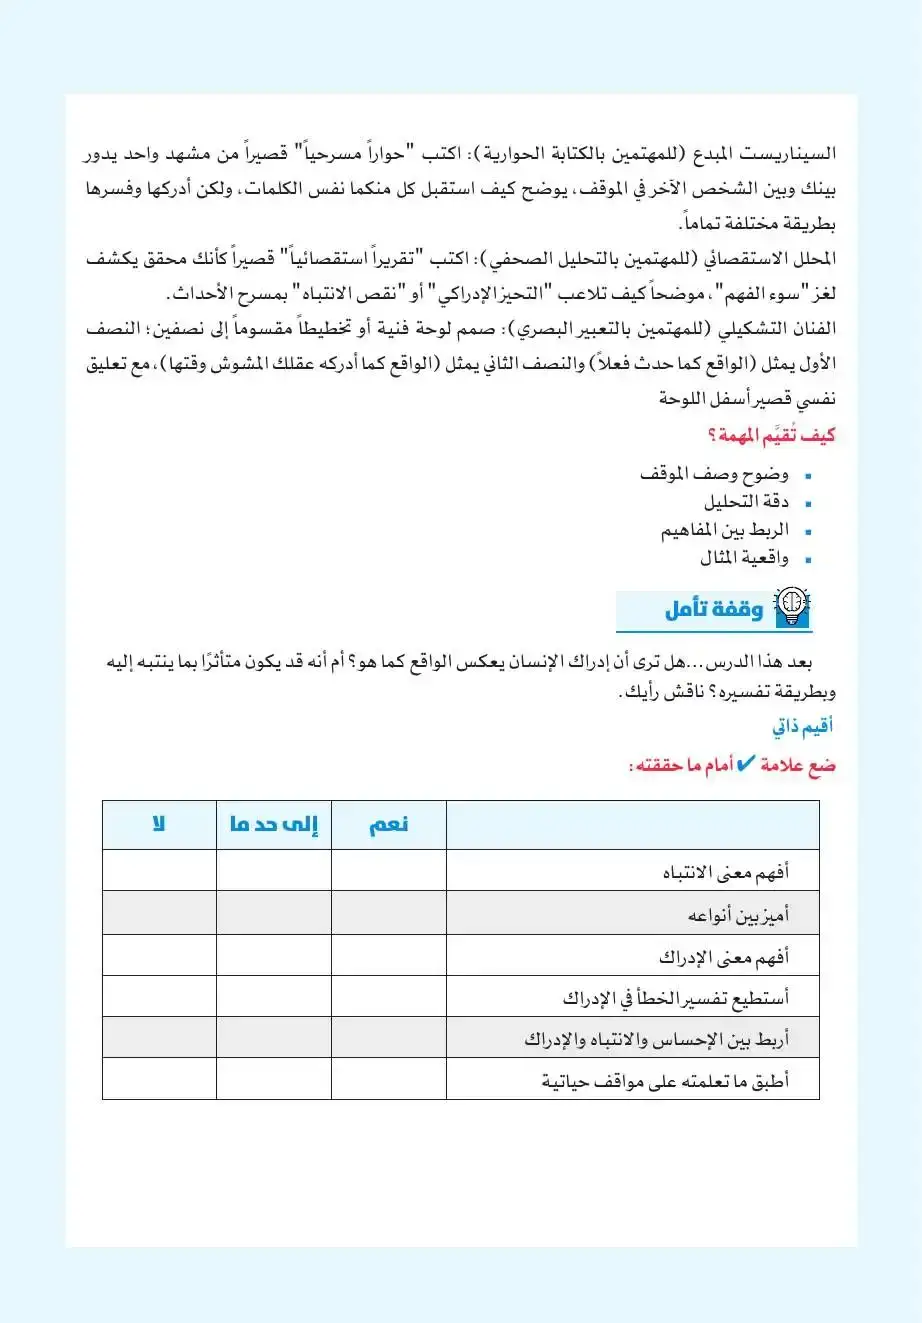 السيناريست المبدع (للمهتمين بالكتابة الحوارية): اكتب "حواراً مسرحياً" قصيراً من مشهد واحد يدور
بينك وبين الشخص الآخر في الموقف، يوضح كيف استقبل كل منكما نفس الكلمات، ولكن أدركها وفسرها
بطريقة مختلفة تماماً.
المحلل الاستقصائي (للمهتمين بالتحليل الصحفي): اكتب "تقريراً استقصائياً" قصيراً كأنك محقق يكشف
لغز "سوء الفهم"، موضحاً كيف تلاعب "التحيز الإدراكي" أو "نقص الانتباه" بمسرح الأحداث.
الفنان التشكيلي (للمهتمين بالتعبير البصري): صمم لوحة فنية أو تخطيطاً مقسوماً إلى نصفين؛ النصف
الأول يمثل (الواقع كما حدث فعلاً) والنصف الثاني يمثل (الواقع كما أدركه عقلك المشوش وقتها)، مع تعليق
نفسي قصير أسفل اللوحة
كيف تُقيَّم المهمة؟
▪ وضوح وصف الموقف
▪ دقة التحليل
▪ الربط بين المفاهيم
▪ واقعية المثال
وقفة تأمل
بعد هذا الدرس...هل ترى أن إدراك الإنسان يعكس الواقع كما هو؟ أم أنه قد يكون متأثرًا بما ينتبه إليه
وبطريقة تفسيره؟ ناقش رأيك.
أقيم ذاتي
ضع علامة ✔ أمام ما حققته:
نعم إلى حد ما لا
أفهم معنى الانتباه
أميز بين أنواعه
أفهم معنى الإدراك
أستطيع تفسير الخطأ في الإدراك
أربط بين الإحساس والانتباه والإدراك
أطبق ما تعلمته على مواقف حياتية